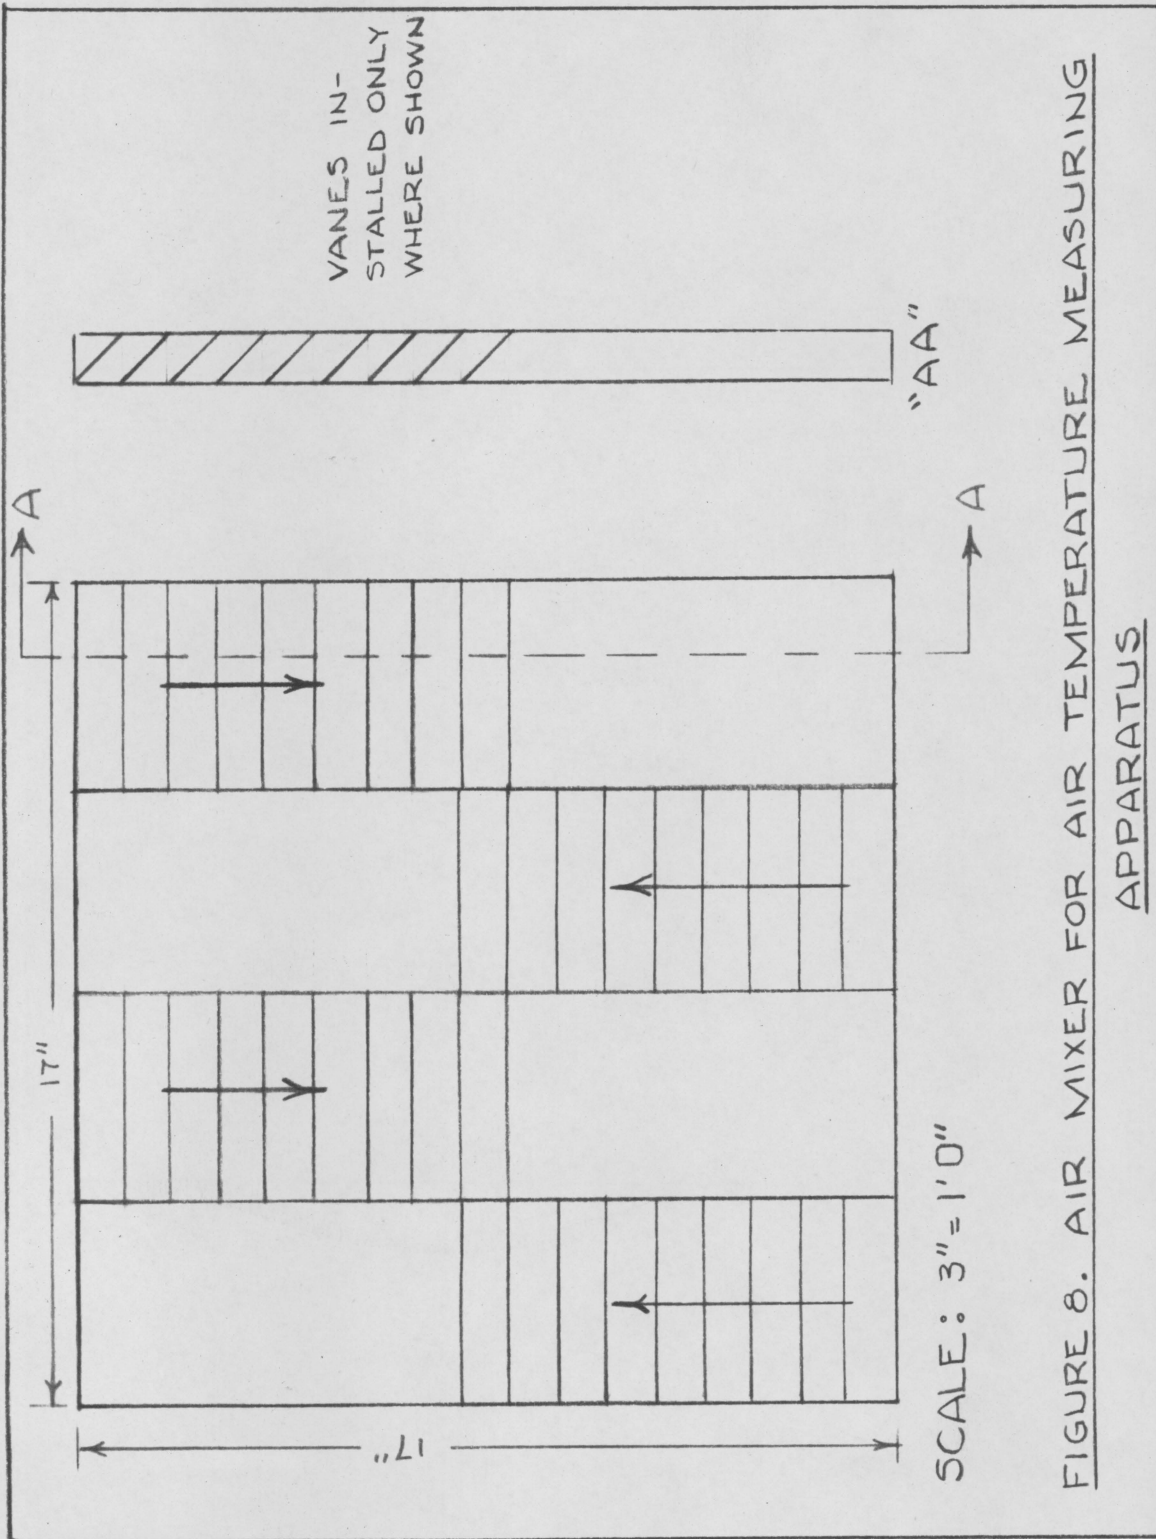 A
17"
VANES IN-
STALLED ONLY
WHERE SHOWN
17"
A
"AA"
SCALE: 3" = 1'0"
FIGURE 8. AIR MIXER FOR AIR TEMPERATURE MEASURING
APPARATUS